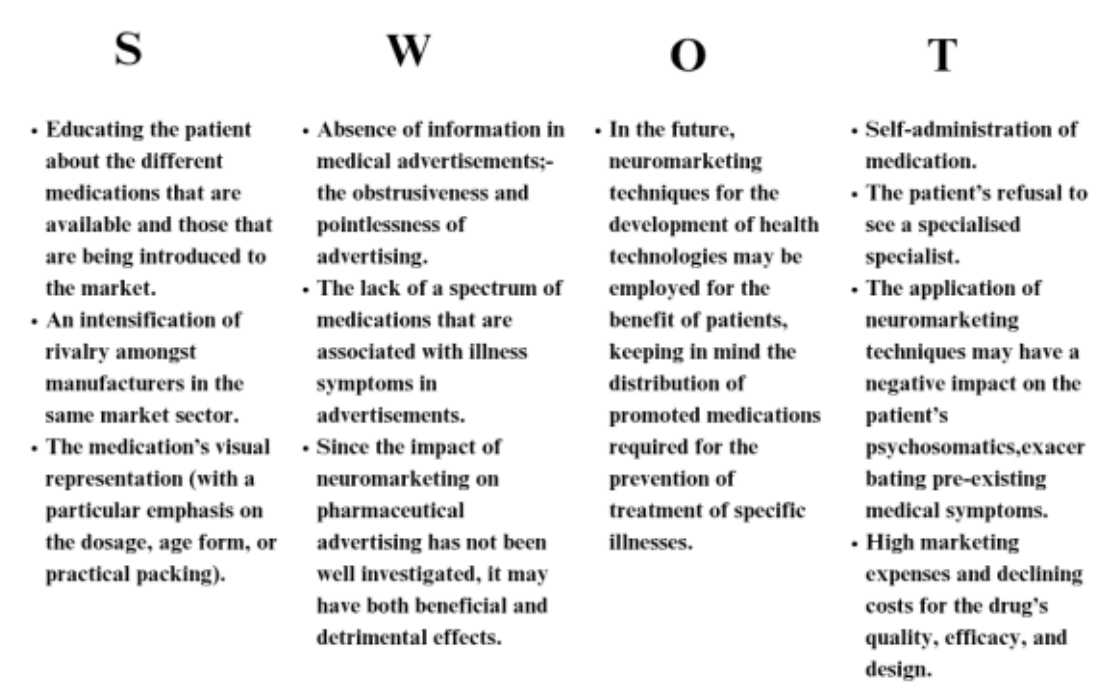 S
• Educating the patient
about the different
medications that are
available and those that
are being introduced to
the market.
• An intensification of
rivalry amongst
manufacturers in the
same market sector.
• The medication's visual
representation (with a
particular emphasis on
the dosage, age form, or
practical packing).
W
• Absence of information in
medical advertisements;-
the obstrusiveness and
pointlessness of
advertising.
• The lack of a spectrum of
medications that are
associated with illness
symptoms in
advertisements.
• Since the impact of
neuromarketing on
pharmaceutical
advertising has not been
well investigated, it may
have both beneficial and
detrimental effects.
O
• In the future,
neuromarketing
techniques for the
development of health
technologies may be
employed for the
benefit of patients,
keeping in mind the
distribution of
promoted medications
required for the
prevention of
treatment of specific
illnesses.
T
• Self-administration of
medication.
• The patient's refusal to
see a specialised
specialist.
• The application of
neuromarketing
techniques may have a
negative impact on the
patient's
psychosomatics,exacer
bating pre-existing
medical symptoms.
• High marketing
expenses and declining
costs for the drug's
quality, efficacy, and
design.